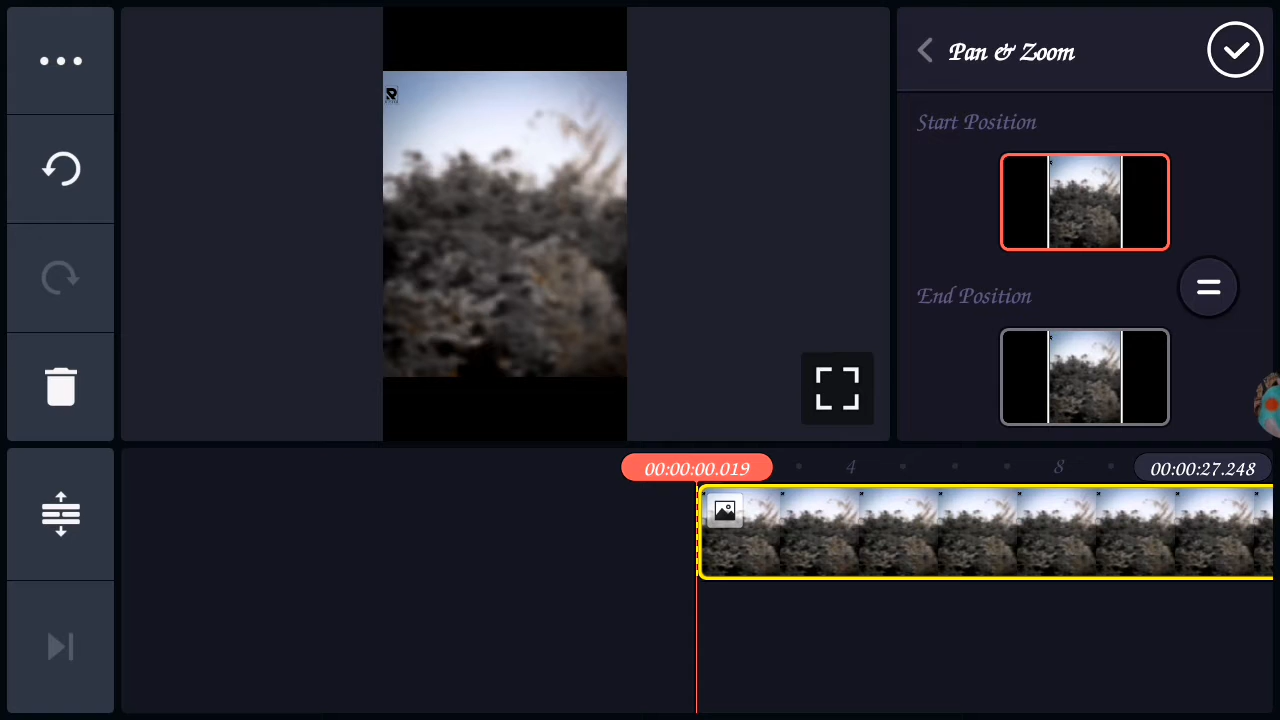 Pan & Zoom
Start Position
End Position
00:00:00.019
4
8
00:00:27.248